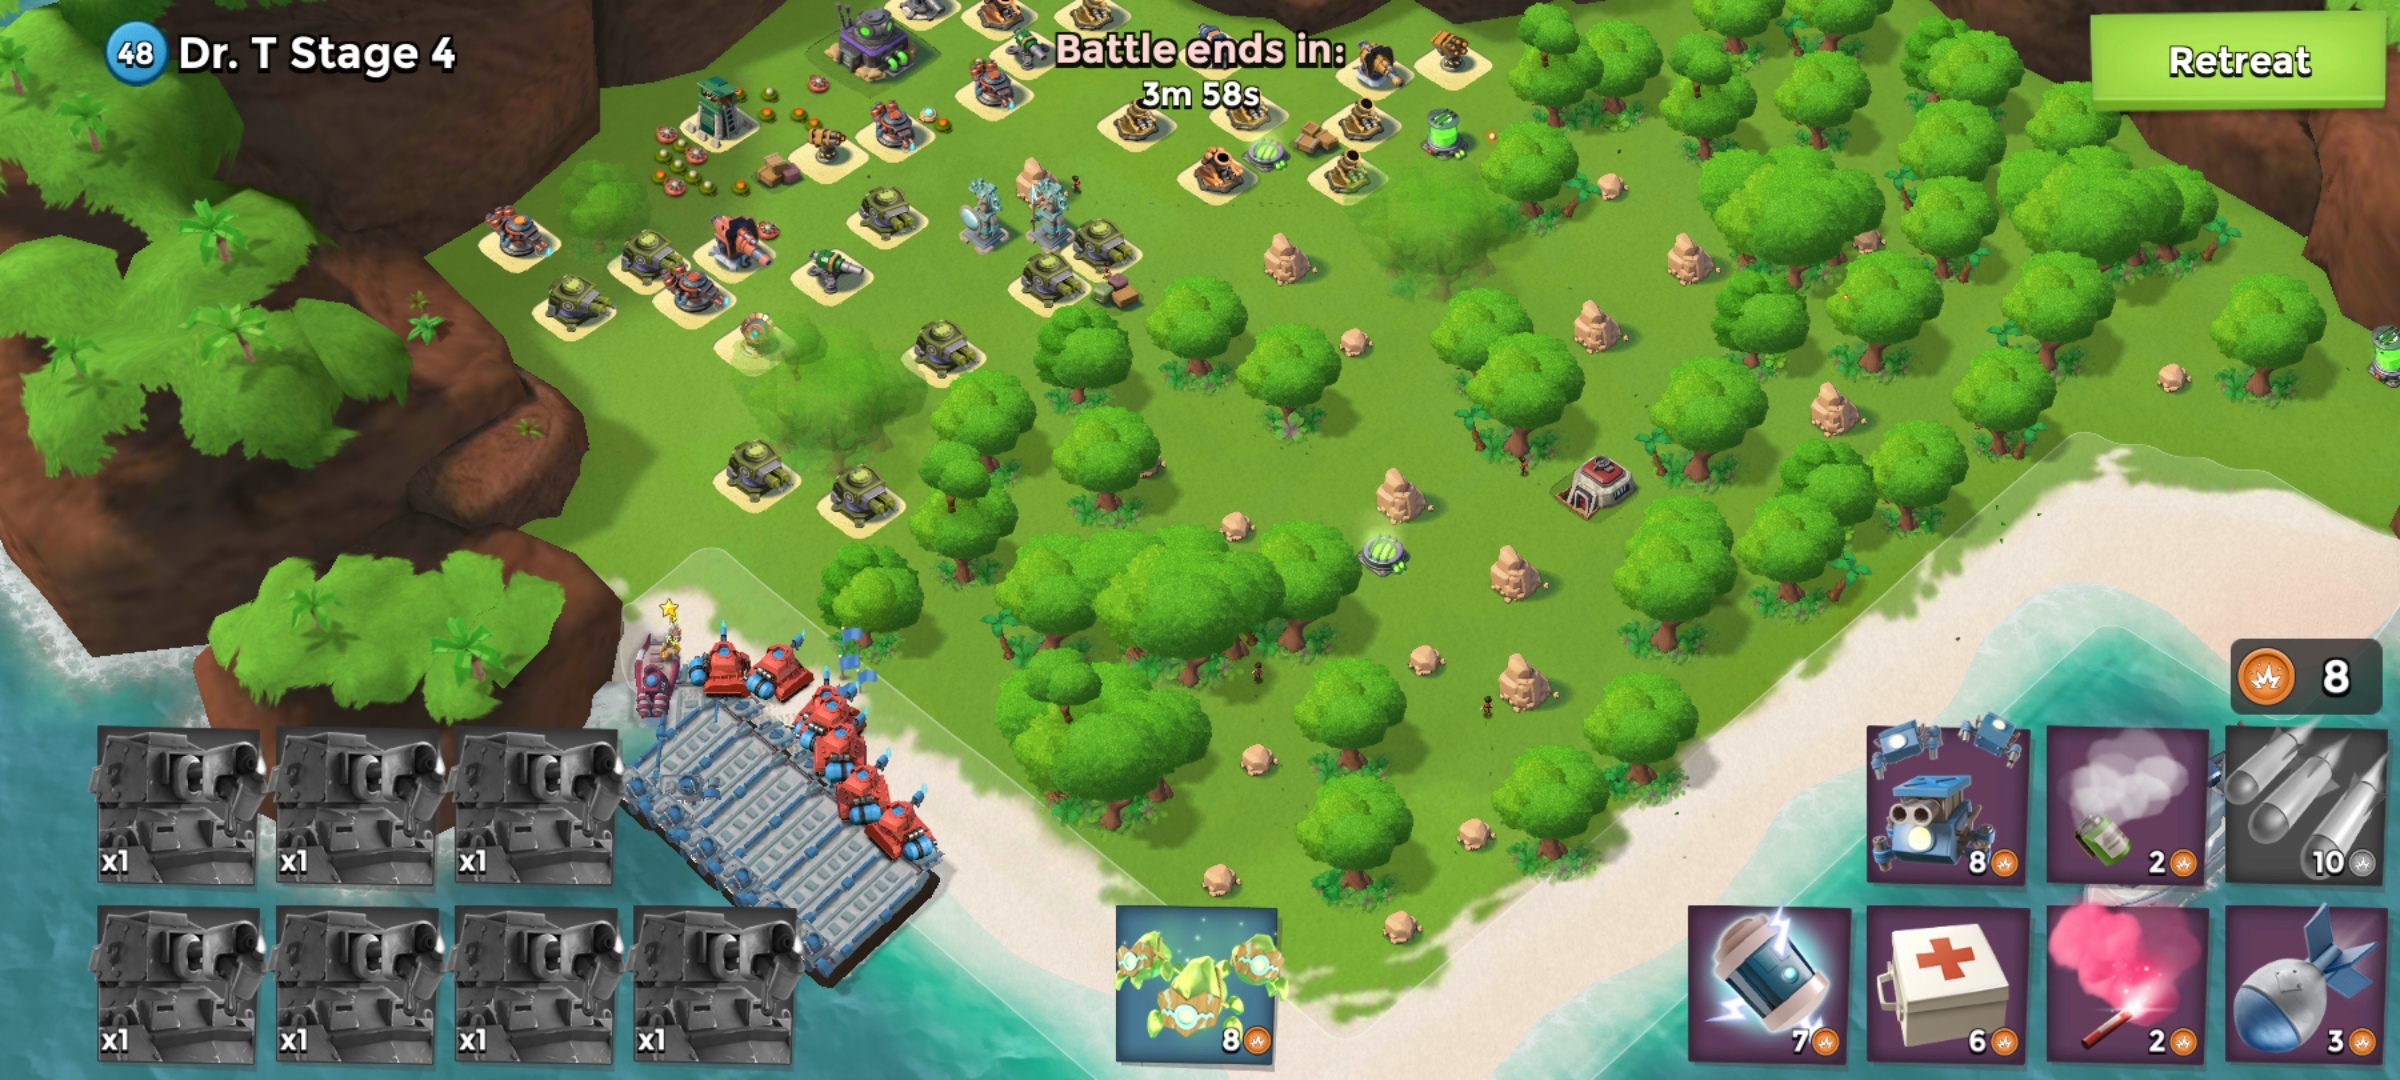 48 Dr. T Stage 4
Battle ends in:
3m 58s
Retreat
8
x1 x1 x1
8 2 10
x1 x1 x1 x1
8
7 6 2 3